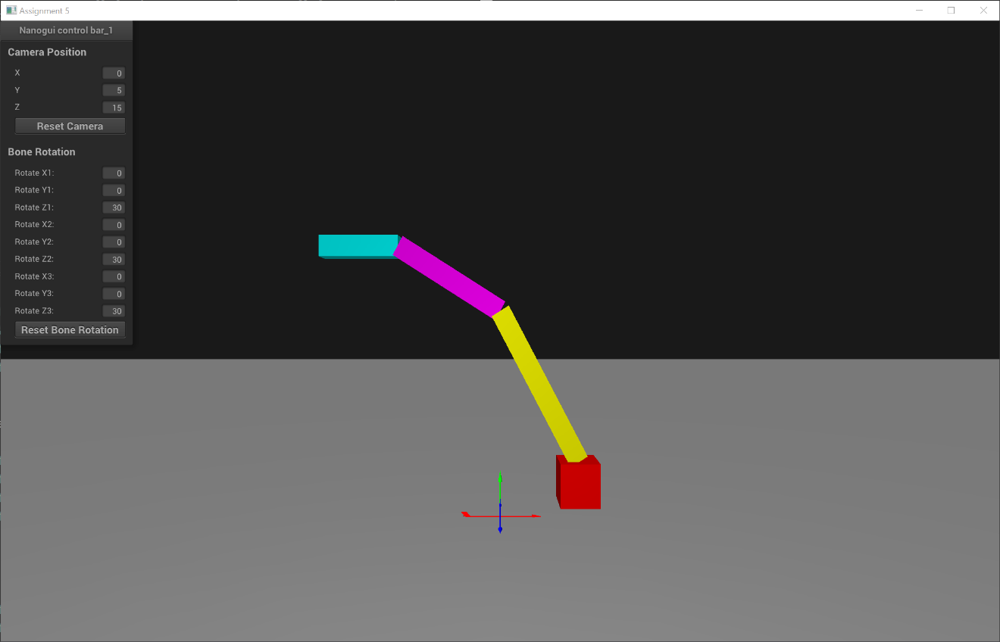 Assignment 5
Nanogui control bar_1
Camera Position
X 0
Y 5
Z 15
Reset Camera
Bone Rotation
Rotate X1: 0
Rotate Y1: 0
Rotate Z1: 30
Rotate X2: 0
Rotate Y2: 0
Rotate Z2: 30
Rotate X3: 0
Rotate Y3: 0
Rotate Z3: 30
Reset Bone Rotation